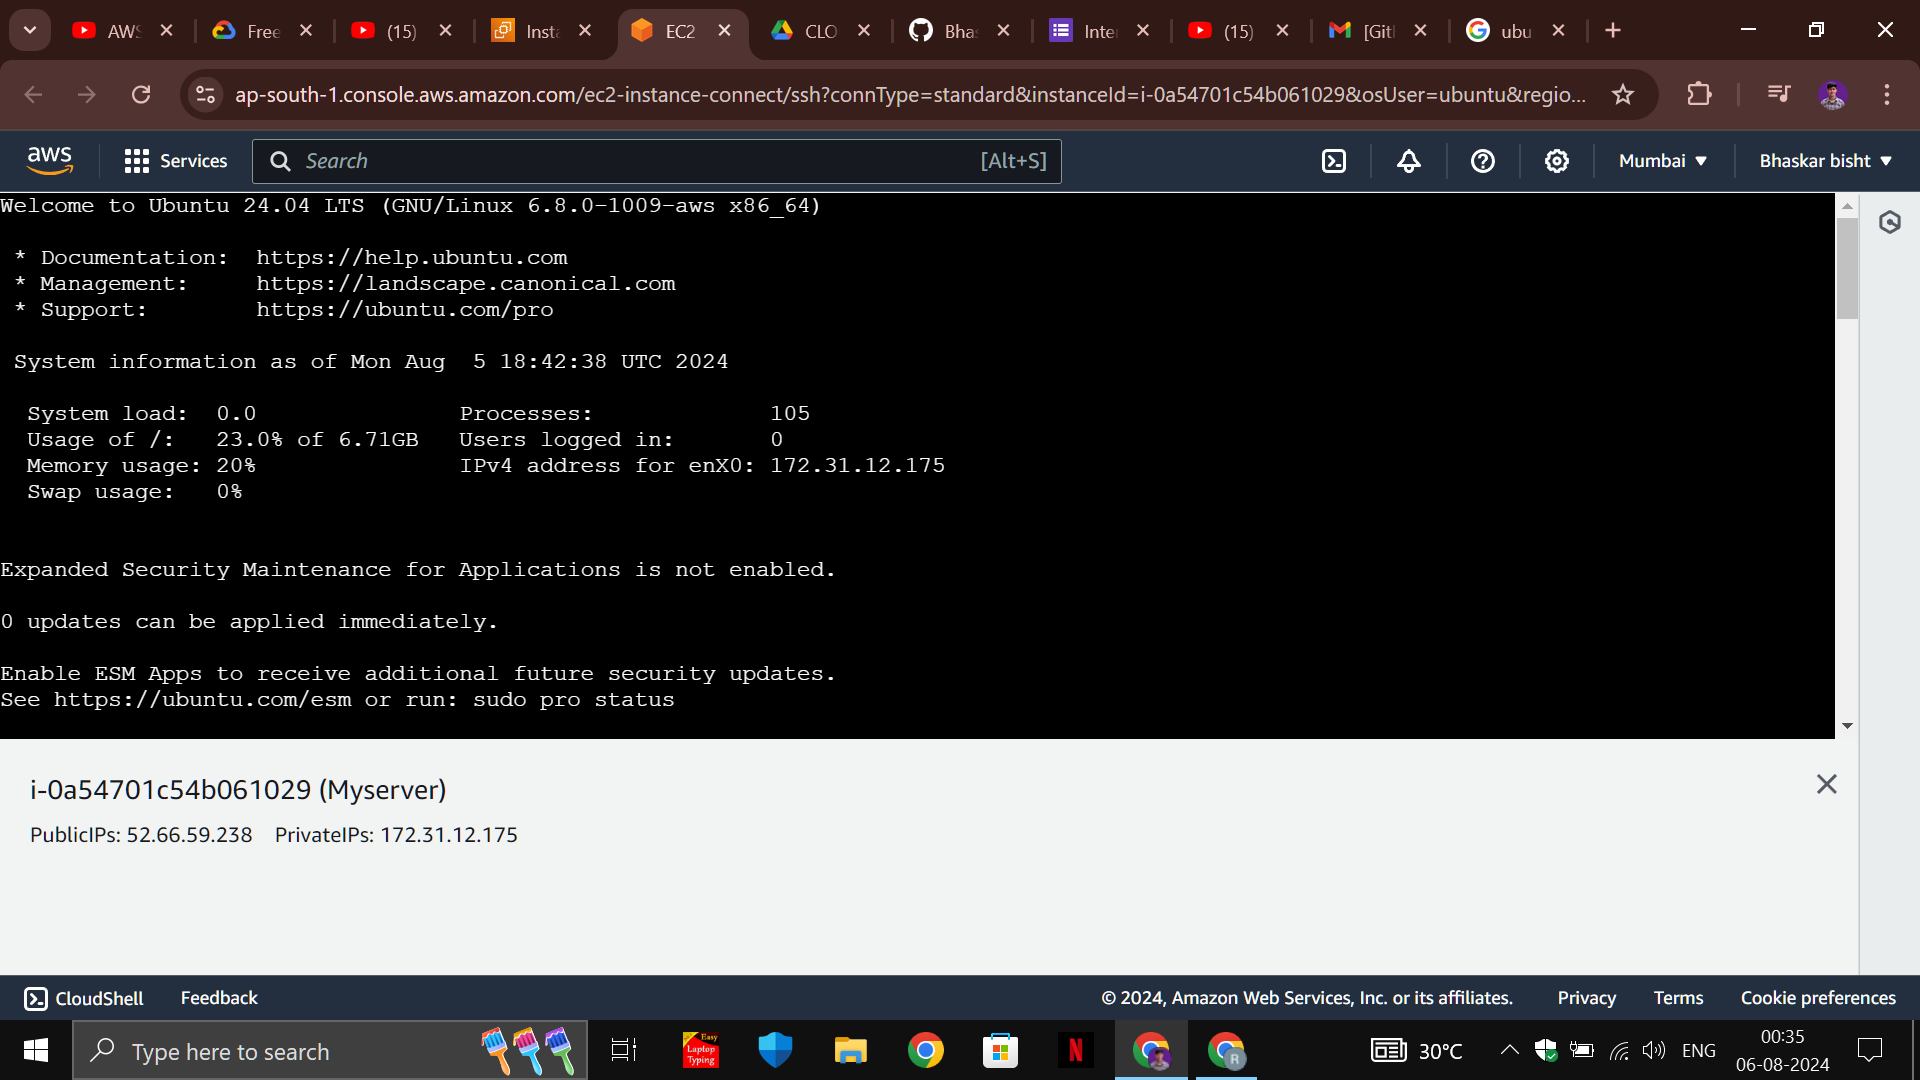 AWS
Free
(15)
Insta
EC2
CLO
Bhas
Inter
(15)
[Gith
ubu
ap-south-1.console.aws.amazon.com/ec2-instance-connect/ssh?connType=standard&instanceId=i-0a54701c54b061029&osUser=ubuntu&regio...
aws
Services
Search
[Alt+S]
Mumbai
Bhaskar bisht
Welcome to Ubuntu 24.04 LTS (GNU/Linux 6.8.0-1009-aws x86_64)
* Documentation:  https://help.ubuntu.com
* Management:     https://landscape.canonical.com
* Support:        https://ubuntu.com/pro
System information as of Mon Aug  5 18:42:38 UTC 2024
System load:  0.0               Processes:             105
Usage of /:   23.0% of 6.71GB   Users logged in:       0
Memory usage: 20%               IPv4 address for enX0: 172.31.12.175
Swap usage:   0%
Expanded Security Maintenance for Applications is not enabled.
0 updates can be applied immediately.
Enable ESM Apps to receive additional future security updates.
See https://ubuntu.com/esm or run: sudo pro status
i-0a54701c54b061029 (Myserver)
PublicIPs: 52.66.59.238    PrivateIPs: 172.31.12.175
CloudShell
Feedback
© 2024, Amazon Web Services, Inc. or its affiliates.
Privacy
Terms
Cookie preferences
Type here to search
Easy
Laptop
Typing
N
R
30°C
ENG
00:35
06-08-2024